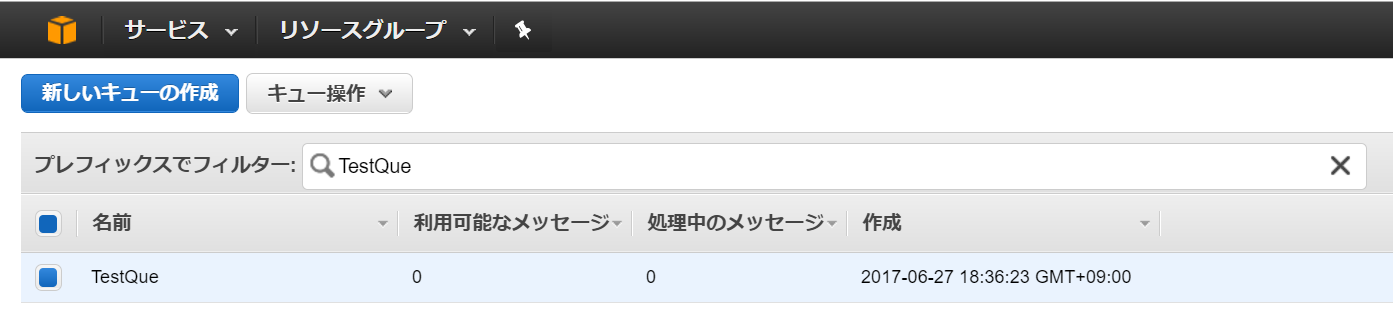 サービス リソースグループ
新しいキューの作成 キュー操作
プレフィックスでフィルター: TestQue
名前 利用可能なメッセージ 処理中のメッセージ 作成
TestQue 0 0 2017-06-27 18:36:23 GMT+09:00